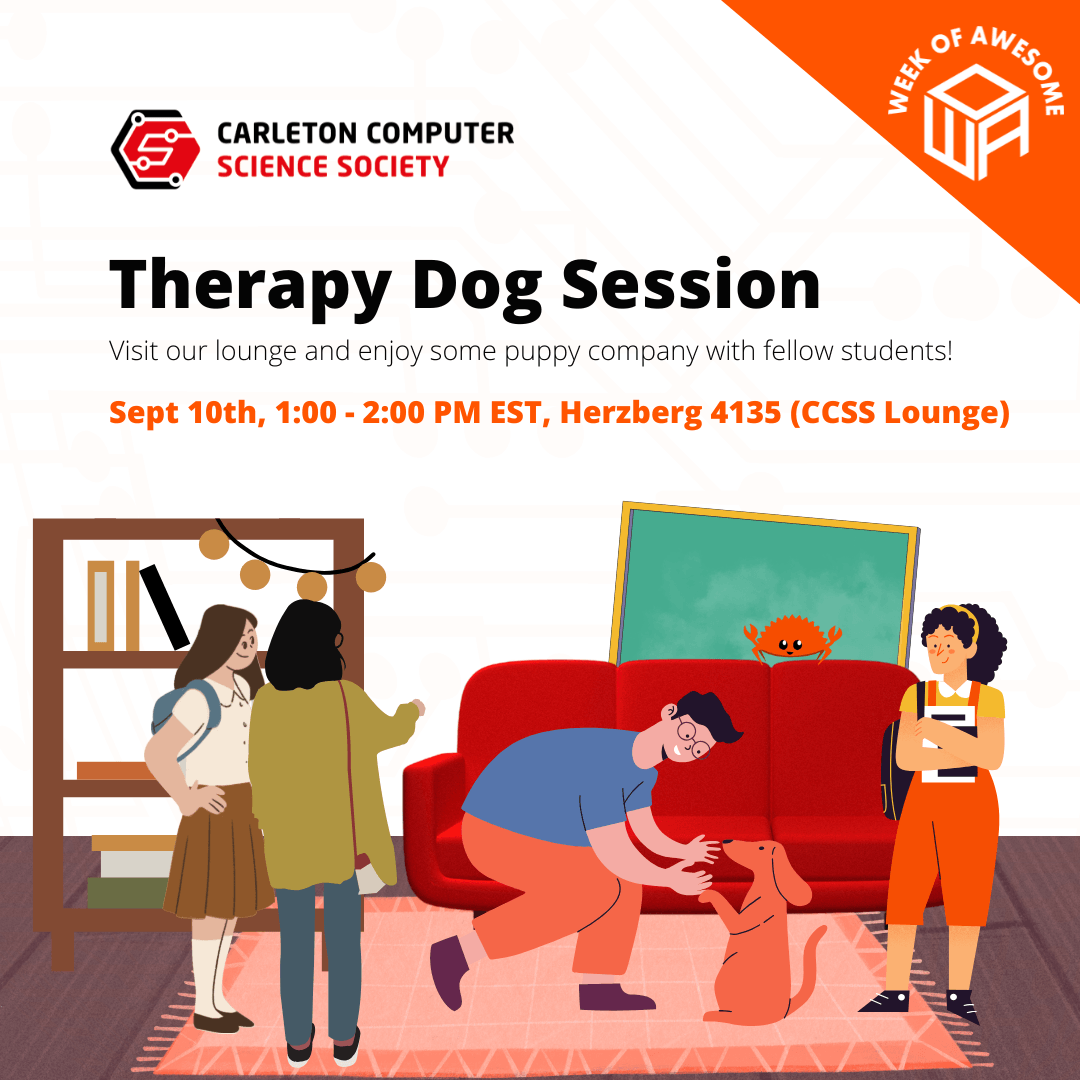 WEEK OF AWESOME
WOA
CARLETON COMPUTER
SCIENCE SOCIETY
Therapy Dog Session
Visit our lounge and enjoy some puppy company with fellow students!
Sept 10th, 1:00 - 2:00 PM EST, Herzberg 4135 (CCSS Lounge)